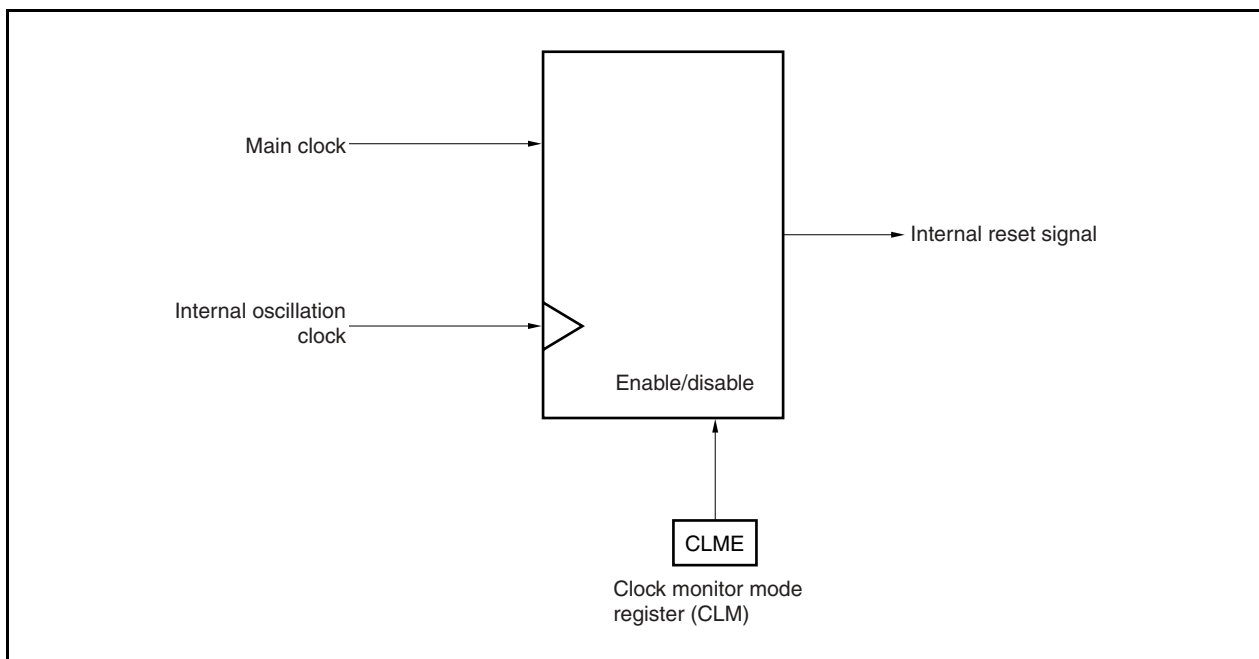 Main clock
Internal reset signal
Internal oscillation
clock
Enable/disable
CLME
Clock monitor mode
register (CLM)